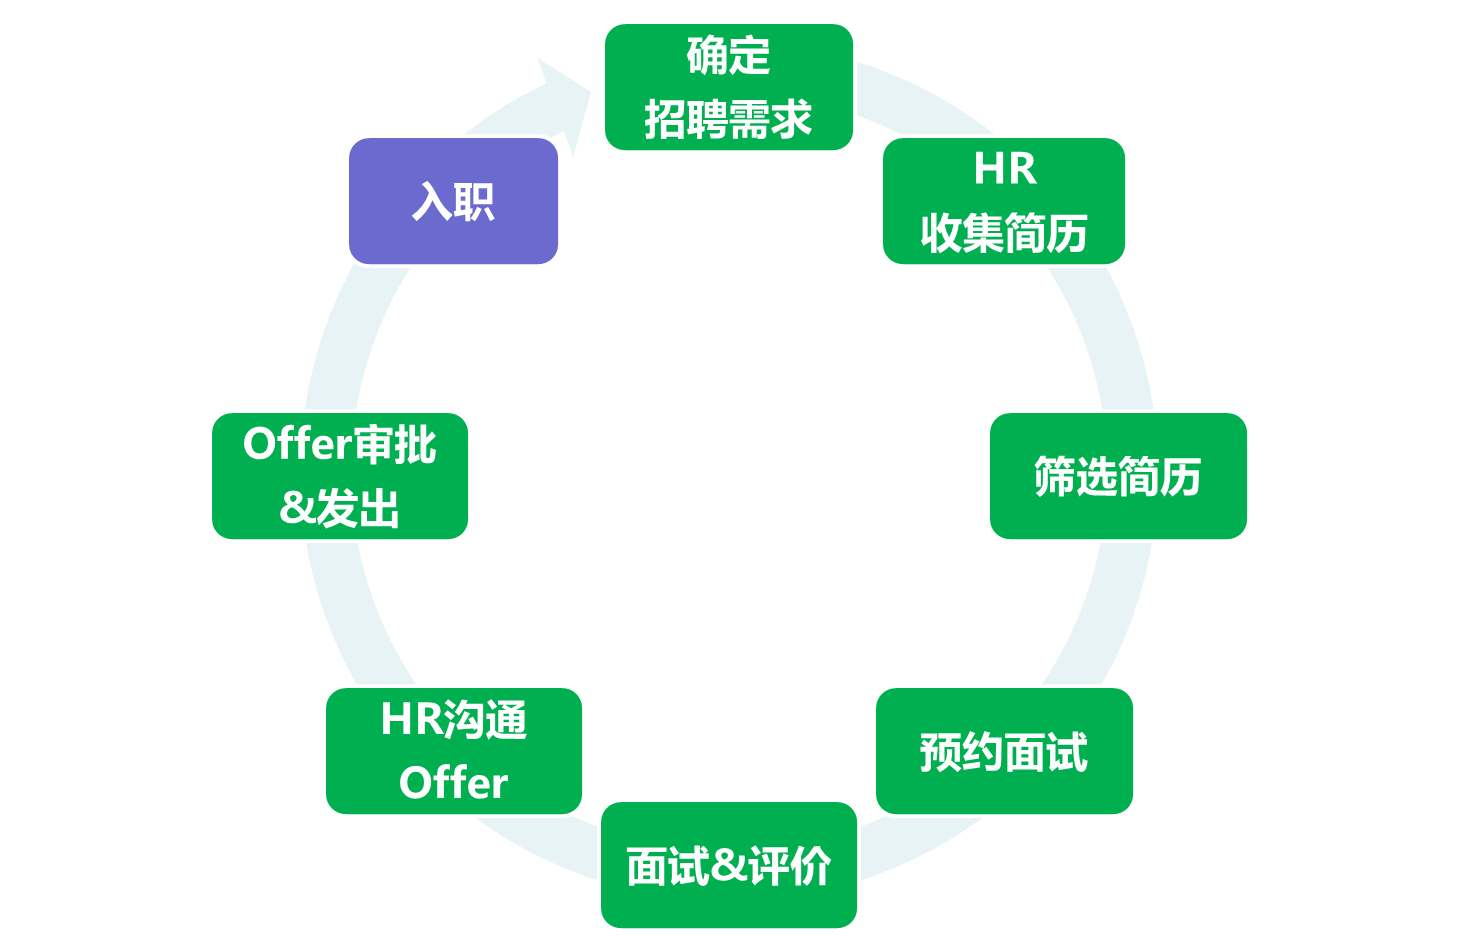 确定
招聘需求
HR
收集简历
筛选简历
预约面试
面试&评价
HR沟通
Offer
Offer审批
&发出
入职